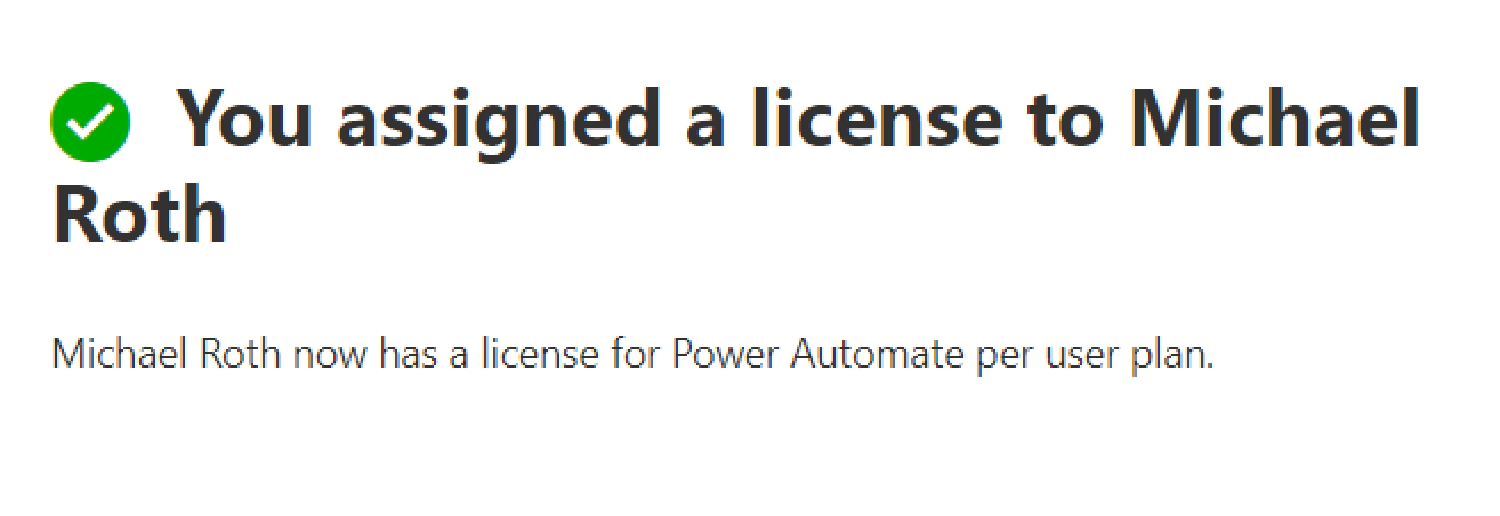 You assigned a license to Michael
Roth
Michael Roth now has a license for Power Automate per user plan.